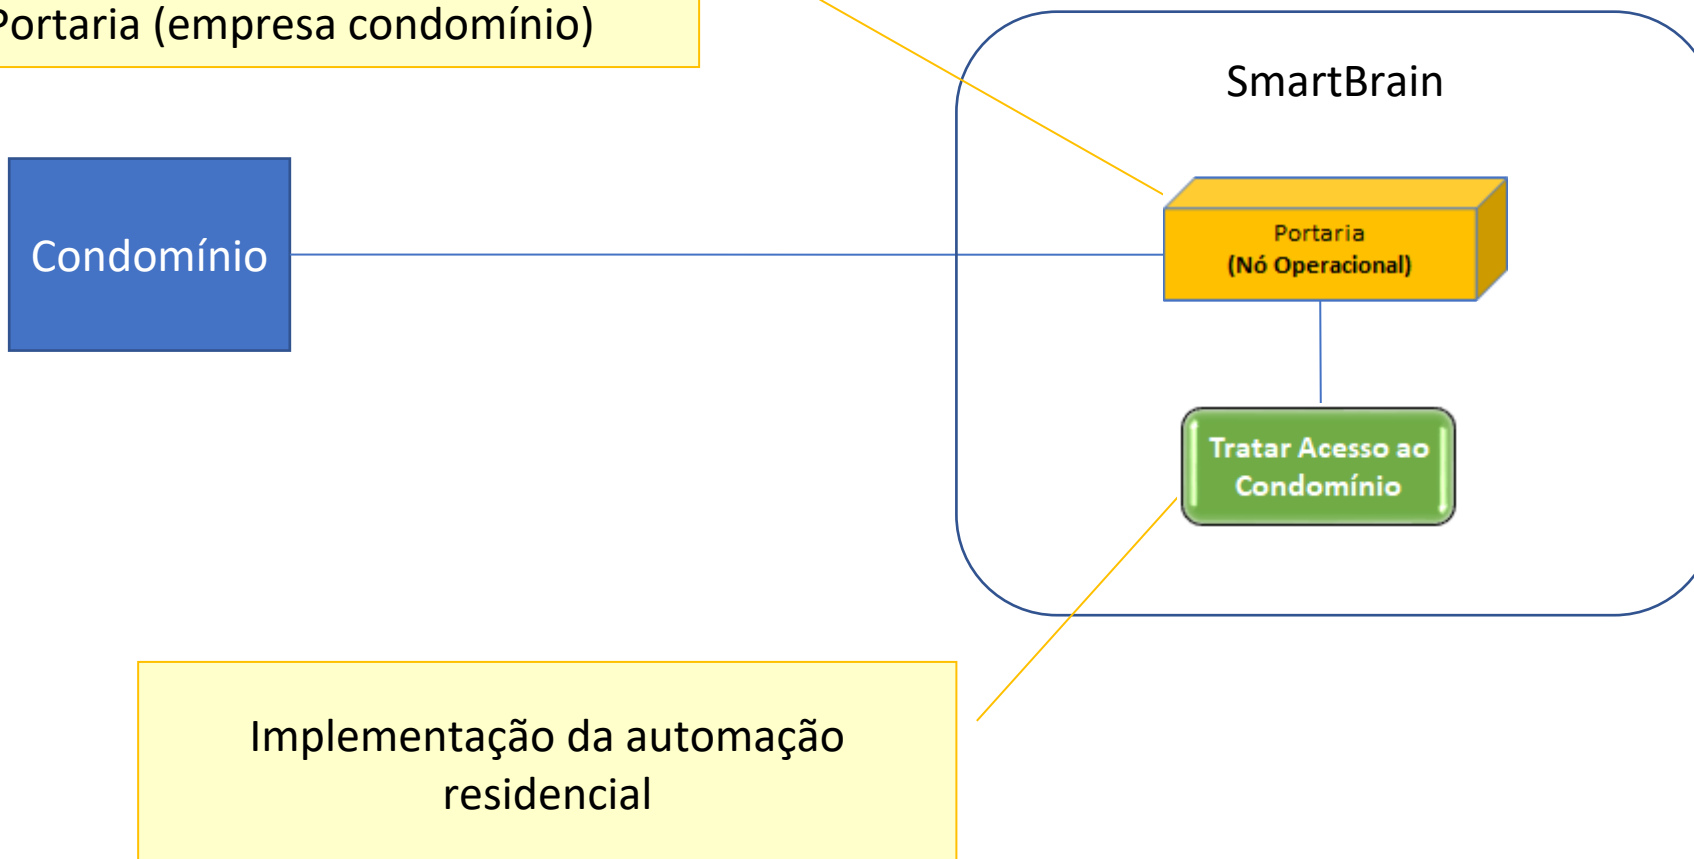 Portaria (empresa condomínio)
SmartBrain
Condomínio
Portaria
(Nó Operacional)
Tratar Acesso ao
Condomínio
Implementação da automação
residencial